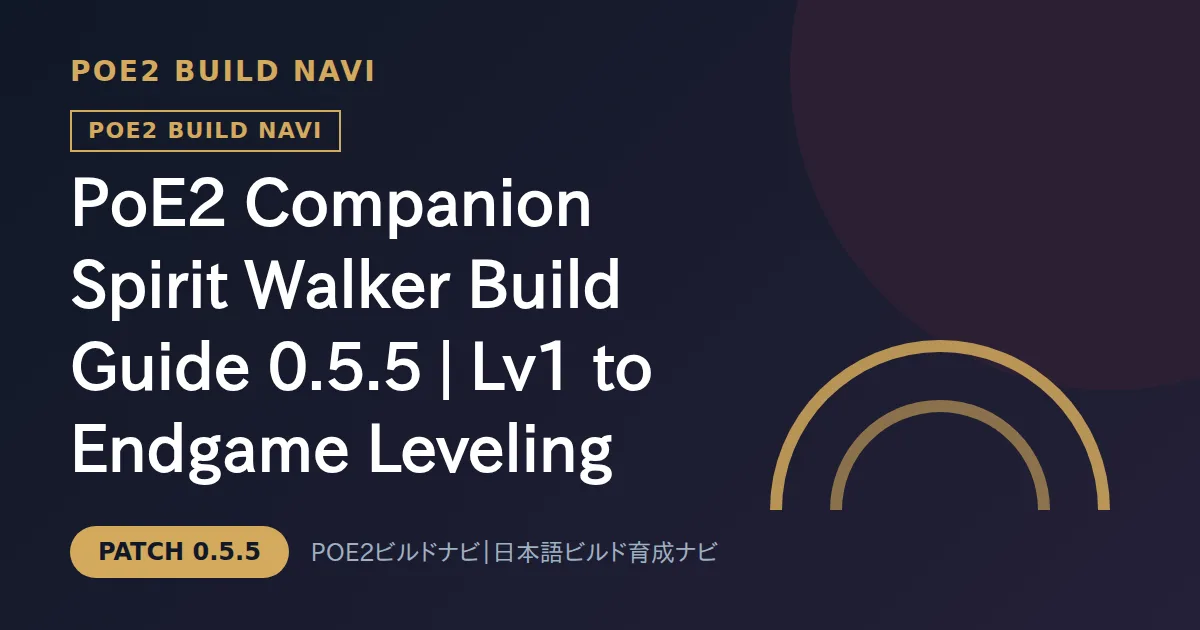 POE2 BUILD NAVI
POE2 BUILD NAVI
PoE2 Companion
Spirit Walker Build
Guide 0.5.5 | Lv1 to
Endgame Leveling
PATCH 0.5.5
POE2ビルドナビ|日本語ビルド育成ナビ